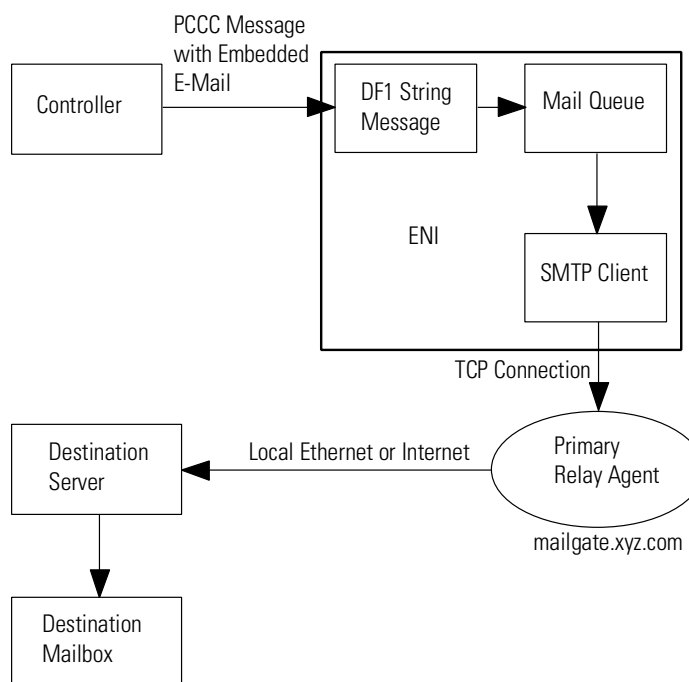 PCCC Message
with Embedded
E-Mail
Controller
DF1 String
Message
Mail Queue
ENI
SMTP Client
TCP Connection
Primary
Relay Agent
mailgate.xyz.com
Local Ethernet or Internet
Destination
Server
Destination
Mailbox